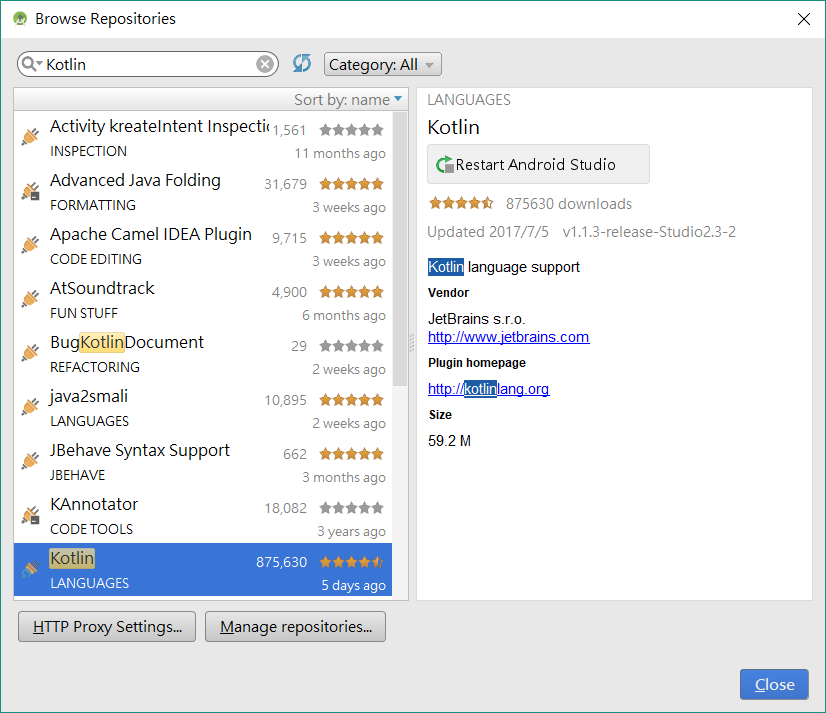 Browse Repositories
Kotlin
Category: All
Sort by: name
Activity kreateIntent Inspectic 1,561
INSPECTION 11 months ago
Advanced Java Folding 31,679
FORMATTING 3 weeks ago
Apache Camel IDEA Plugin 9,715
CODE EDITING 3 weeks ago
AtSoundtrack 4,900
FUN STUFF 6 months ago
BugKotlinDocument 29
REFACTORING 2 weeks ago
java2smali 10,895
LANGUAGES 2 weeks ago
JBehave Syntax Support 662
JBEHAVE 3 months ago
KAnnotator 18,082
CODE TOOLS 3 years ago
Kotlin 875,630
LANGUAGES 5 days ago
LANGUAGES
Kotlin
Restart Android Studio
875630 downloads
Updated 2017/7/5 v1.1.3-release-Studio2.3-2
Kotlin language support
Vendor
JetBrains s.r.o.
http://www.jetbrains.com
Plugin homepage
http://kotlinlang.org
Size
59.2 M
HTTP Proxy Settings...
Manage repositories...
Close